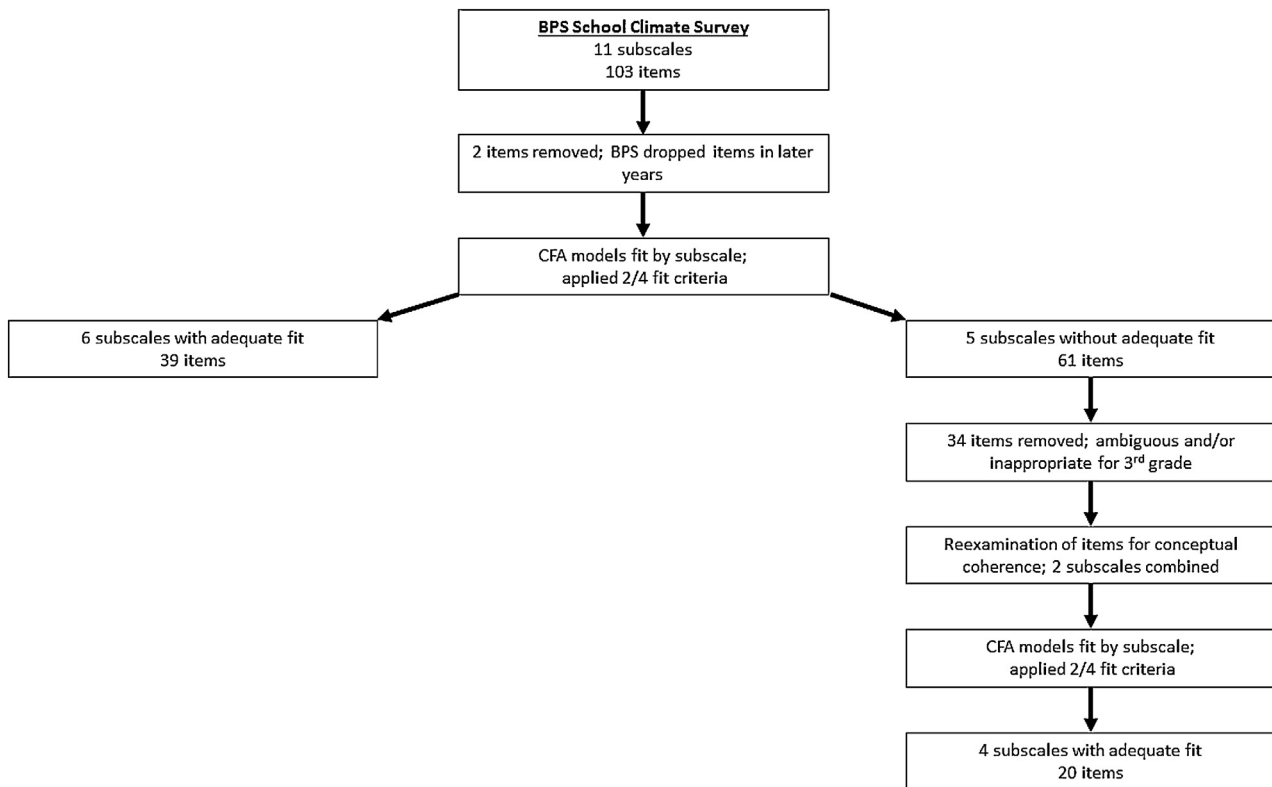 BPS School Climate Survey
11 subscales
103 items
2 items removed; BPS dropped items in later
years
CFA models fit by subscale;
applied 2/4 fit criteria
6 subscales with adequate fit
39 items
5 subscales without adequate fit
61 items
34 items removed; ambiguous and/or
inappropriate for 3rd grade
Reexamination of items for conceptual
coherence; 2 subscales combined
CFA models fit by subscale;
applied 2/4 fit criteria
4 subscales with adequate fit
20 items